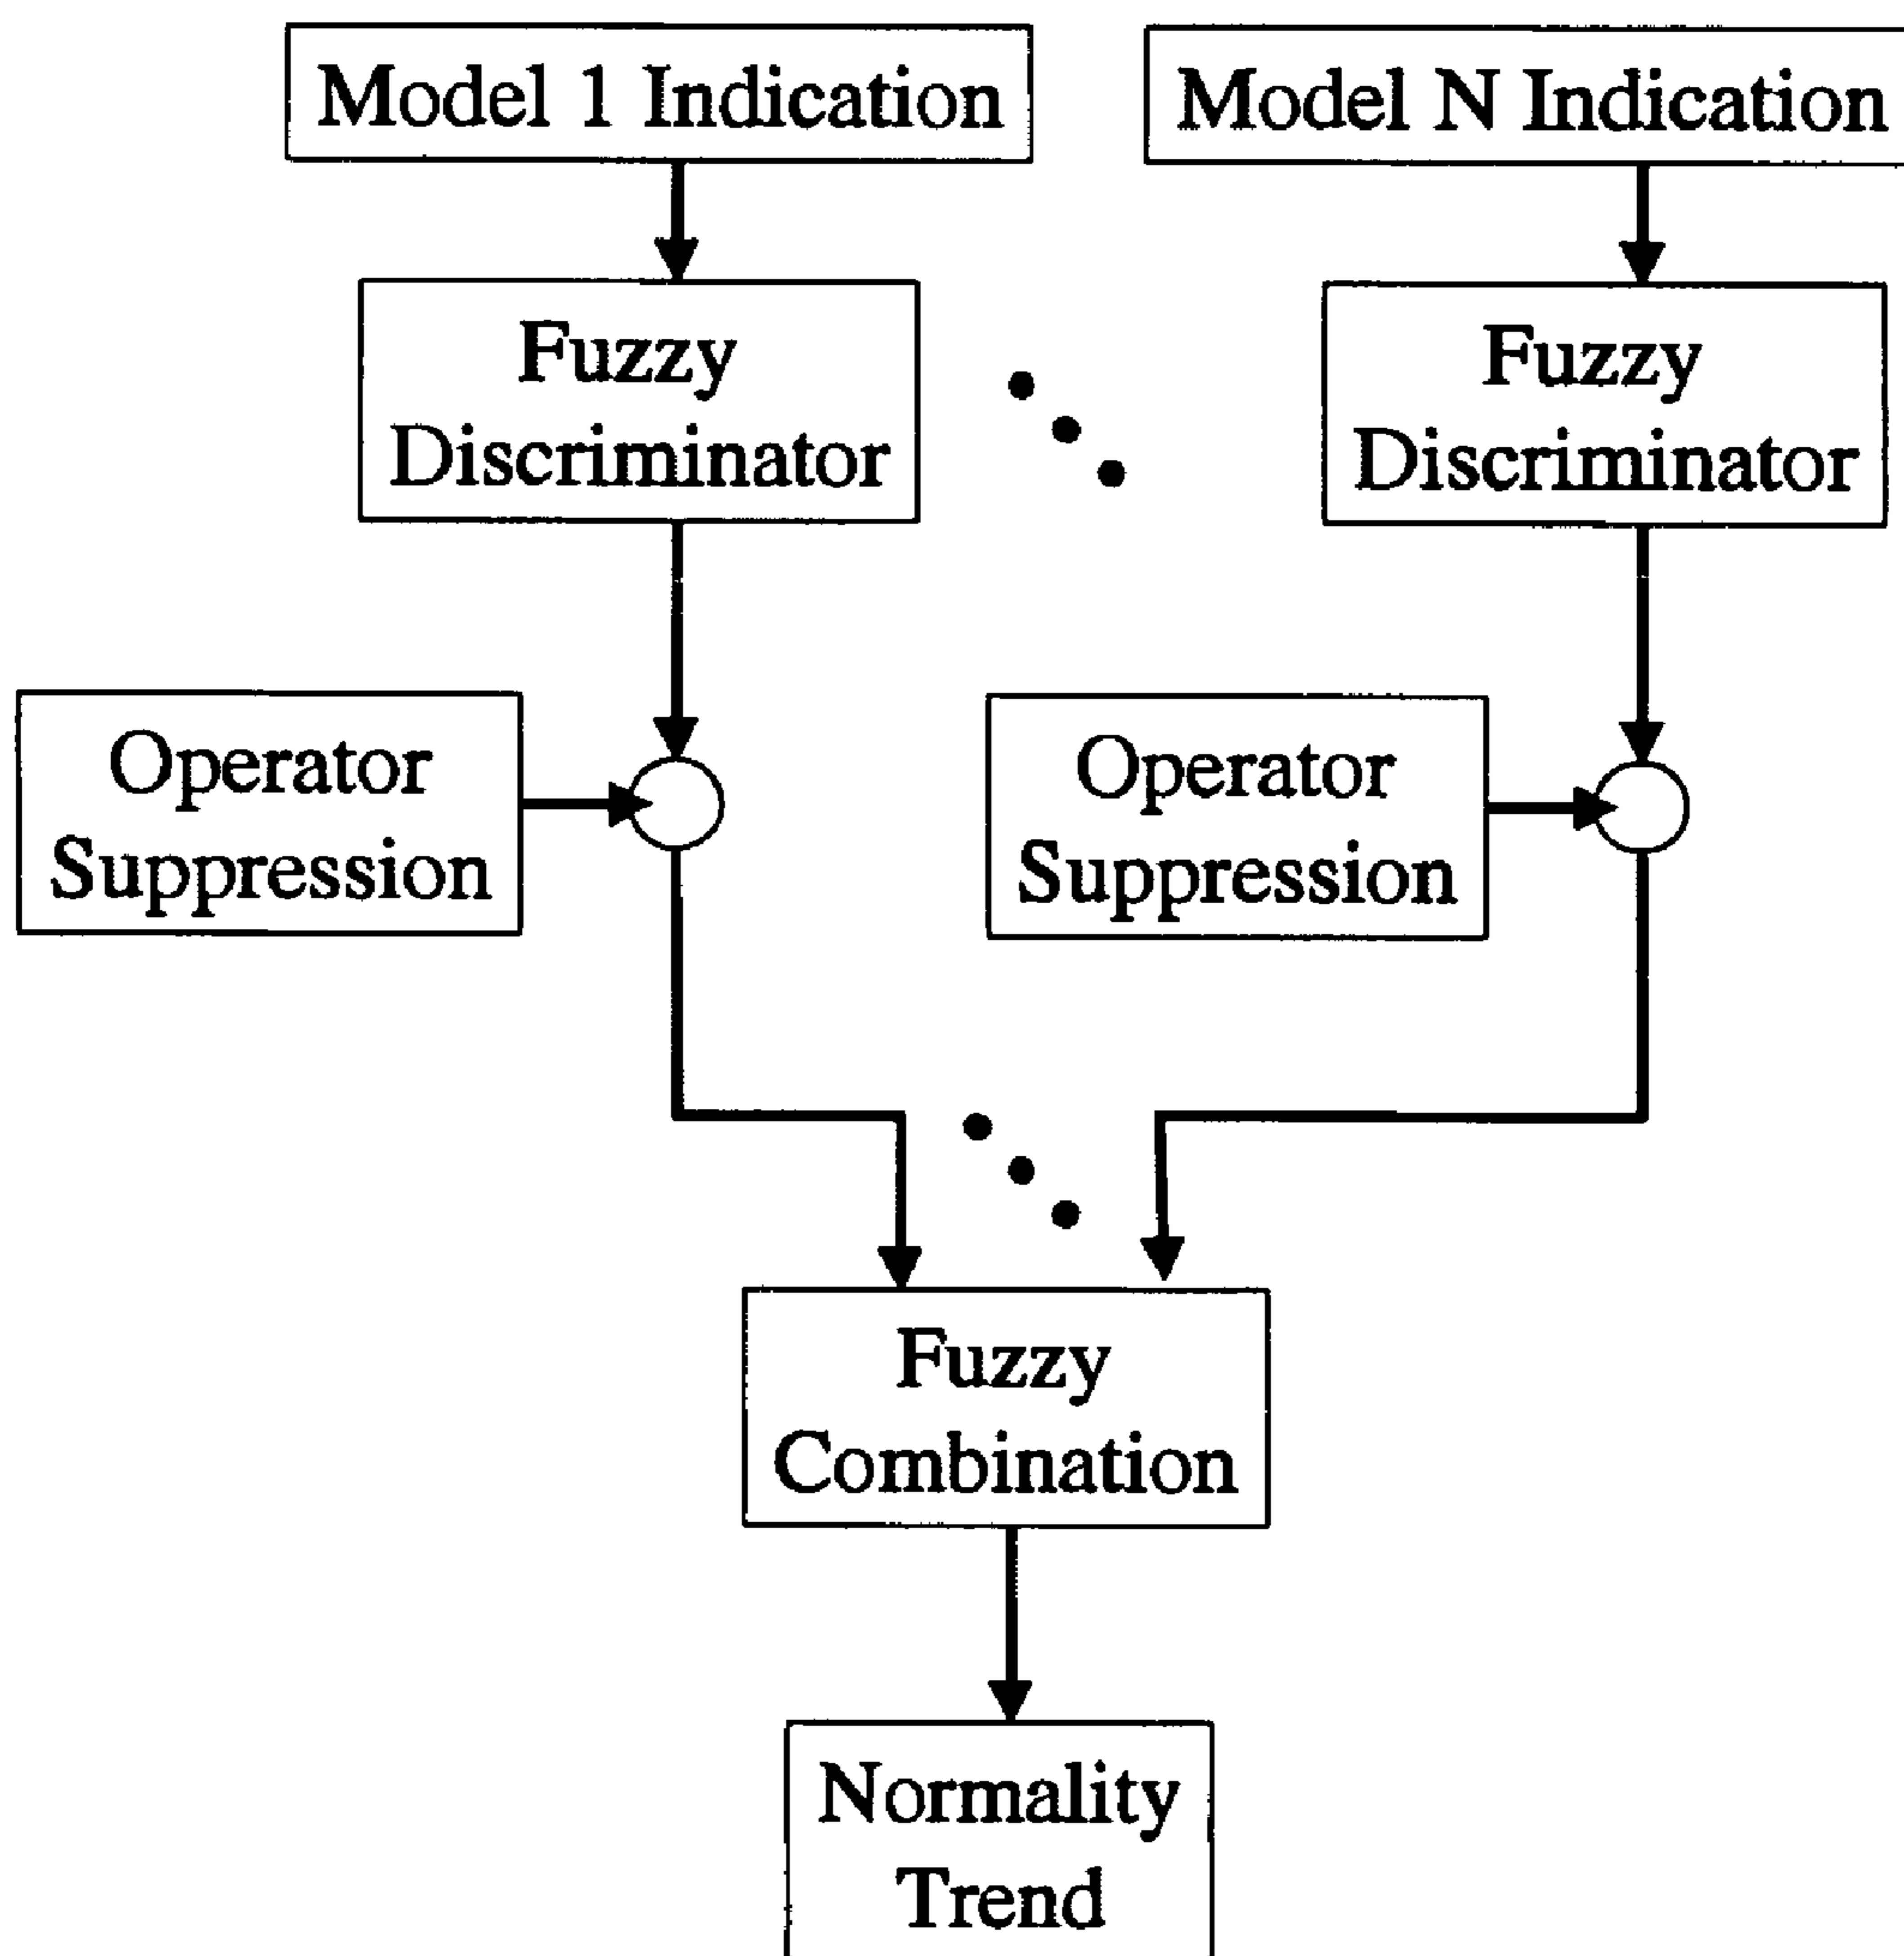 Model 1 Indication
Model N Indication
Fuzzy
Discriminator
Fuzzy
Discriminator
Operator
Suppression
Operator
Suppression
Fuzzy
Combination
Normality
Trend